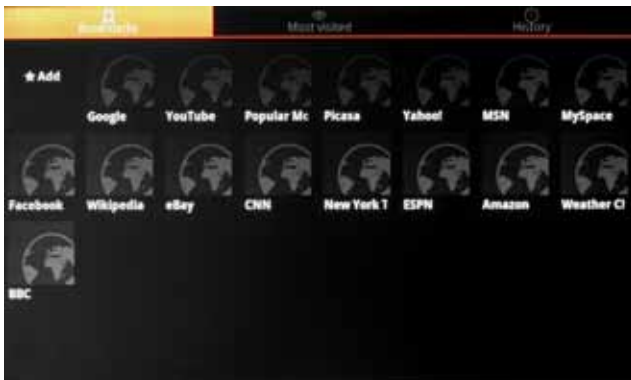 Bookmarks Most visited History
★ Add
Google YouTube Popular Mc Picasa Yahoo! MSN MySpace
Facebook Wikipedia eBay CNN New York T ESPN Amazon Weather Cl
BBC